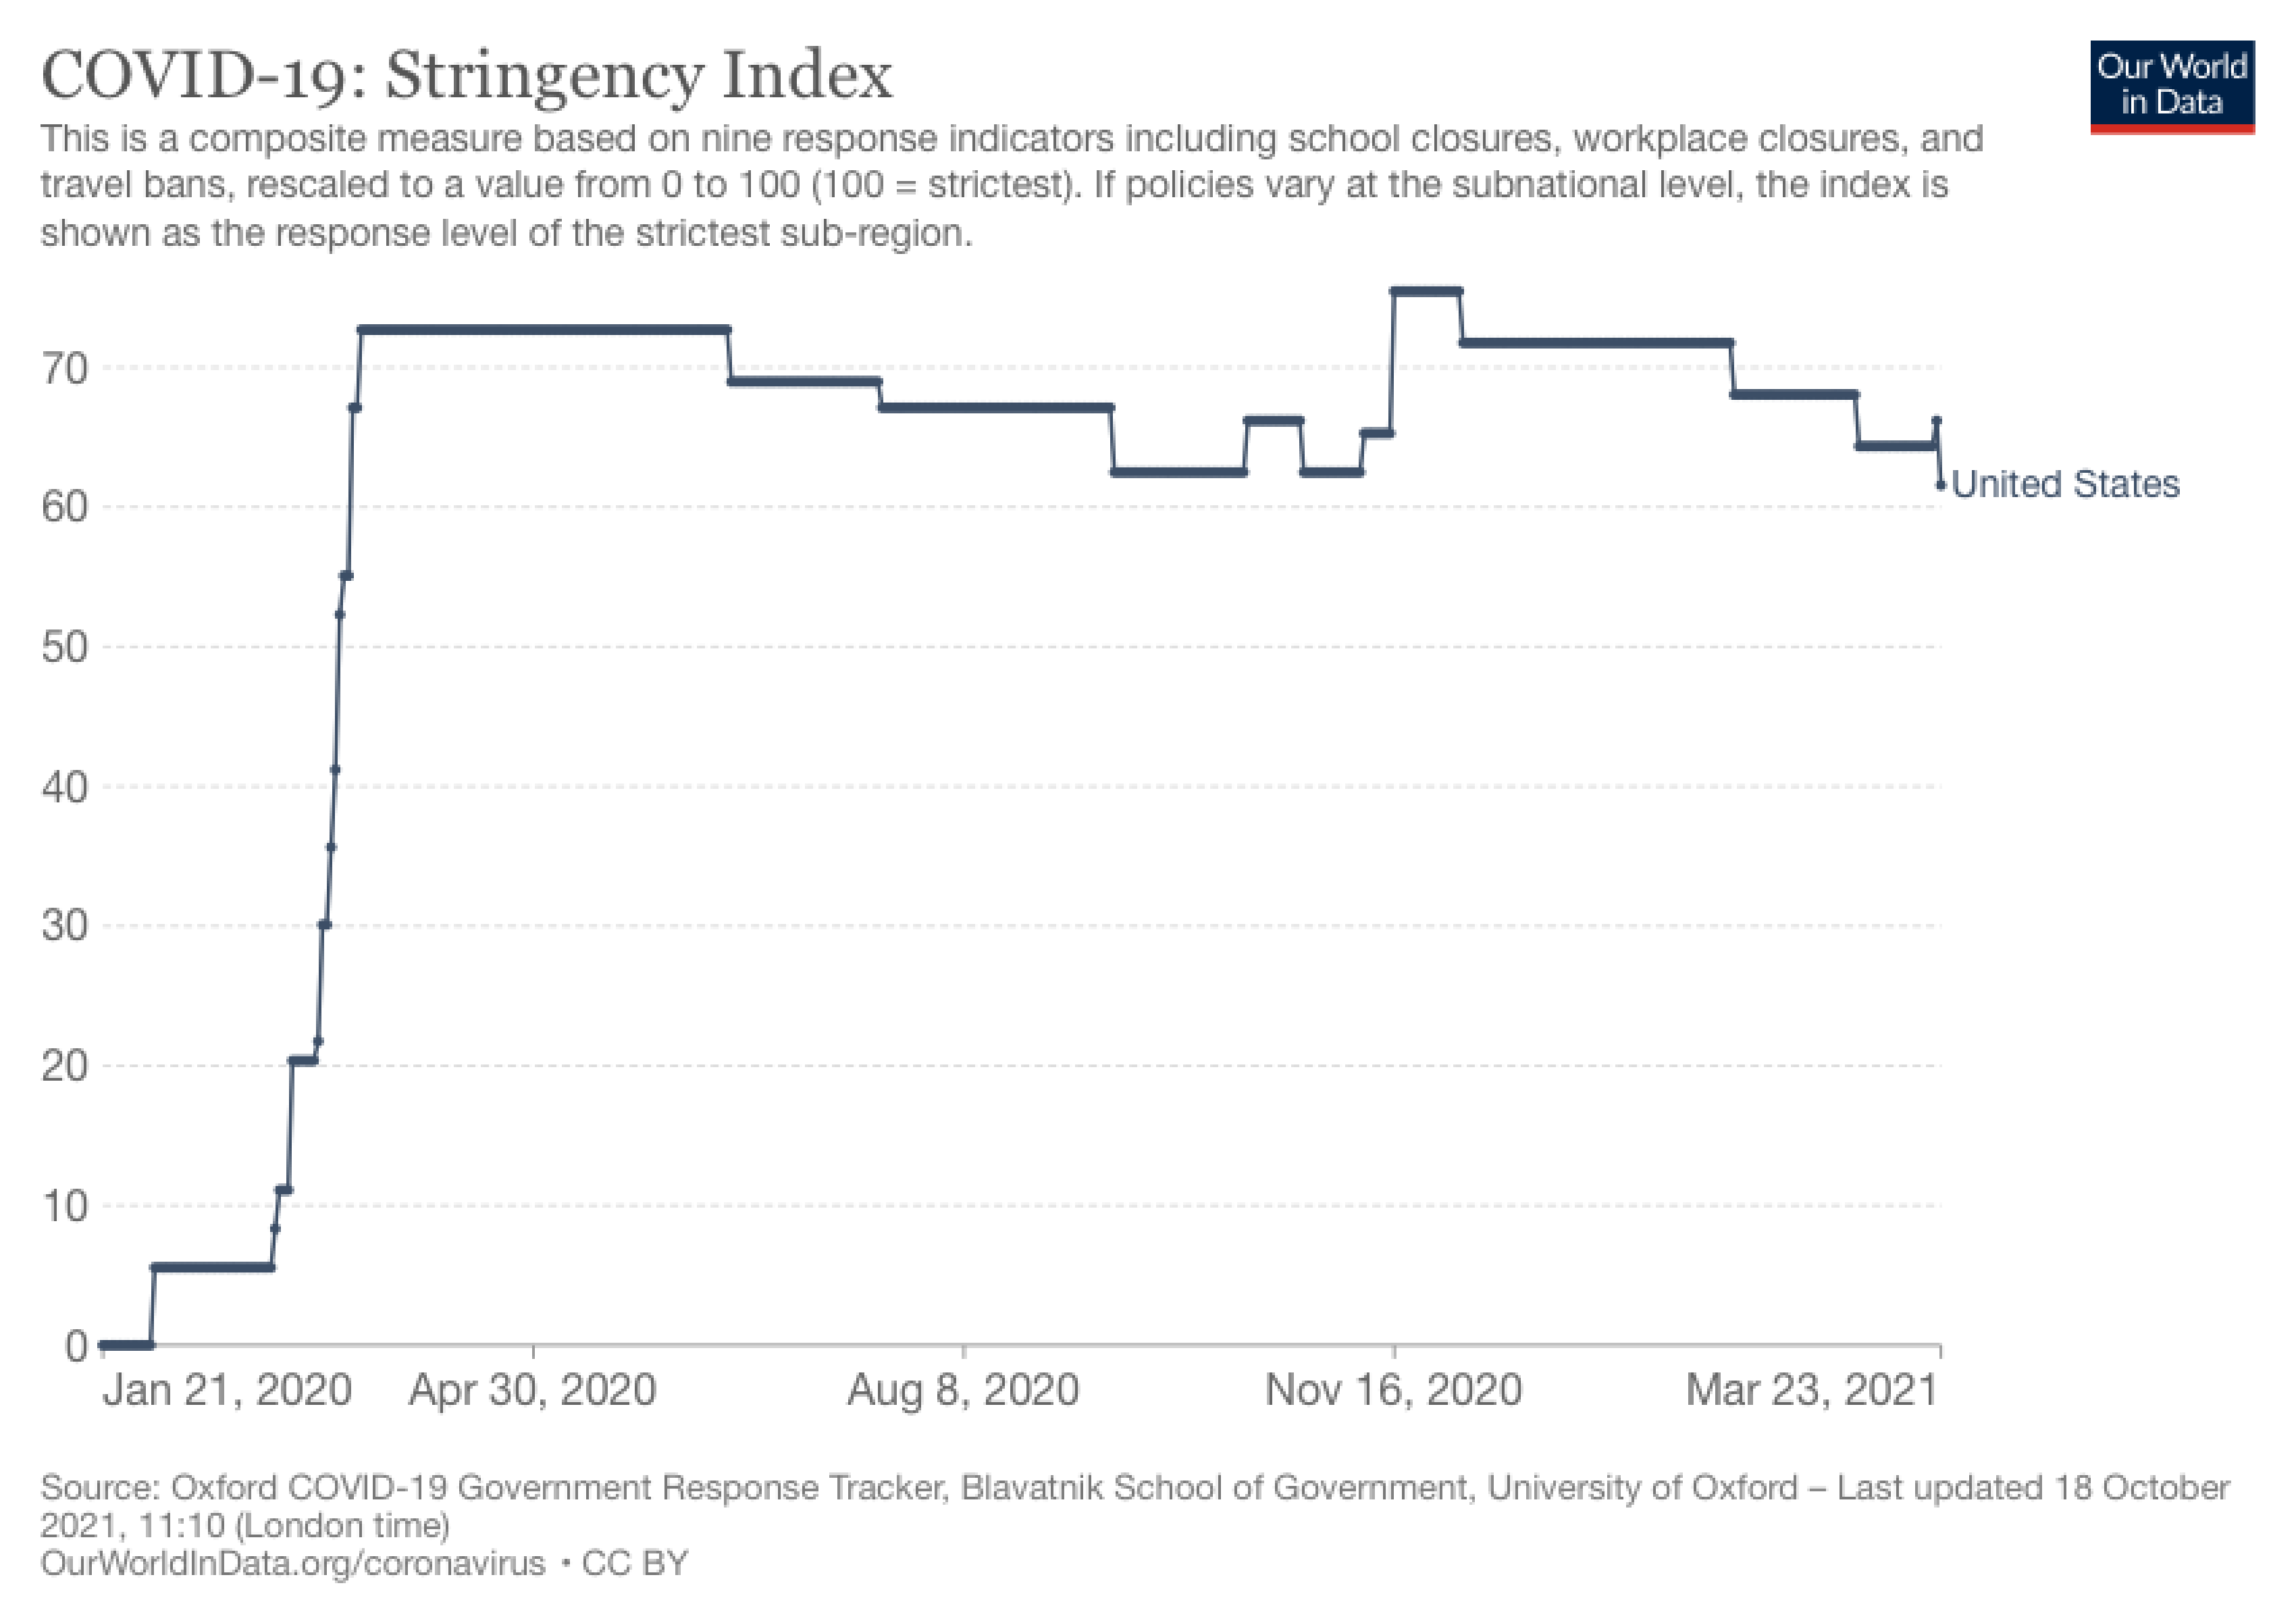 COVID-19: Stringency Index
Our World
in Data
This is a composite measure based on nine response indicators including school closures, workplace closures, and
travel bans, rescaled to a value from 0 to 100 (100 = strictest). If policies vary at the subnational level, the index is
shown as the response level of the strictest sub-region.
70
60
50
40
30
20
10
0
United States
Jan 21, 2020 Apr 30, 2020 Aug 8, 2020 Nov 16, 2020 Mar 23, 2021
Source: Oxford COVID-19 Government Response Tracker, Blavatnik School of Government, University of Oxford – Last updated 18 October
2021, 11:10 (London time)
OurWorldInData.org/coronavirus • CC BY